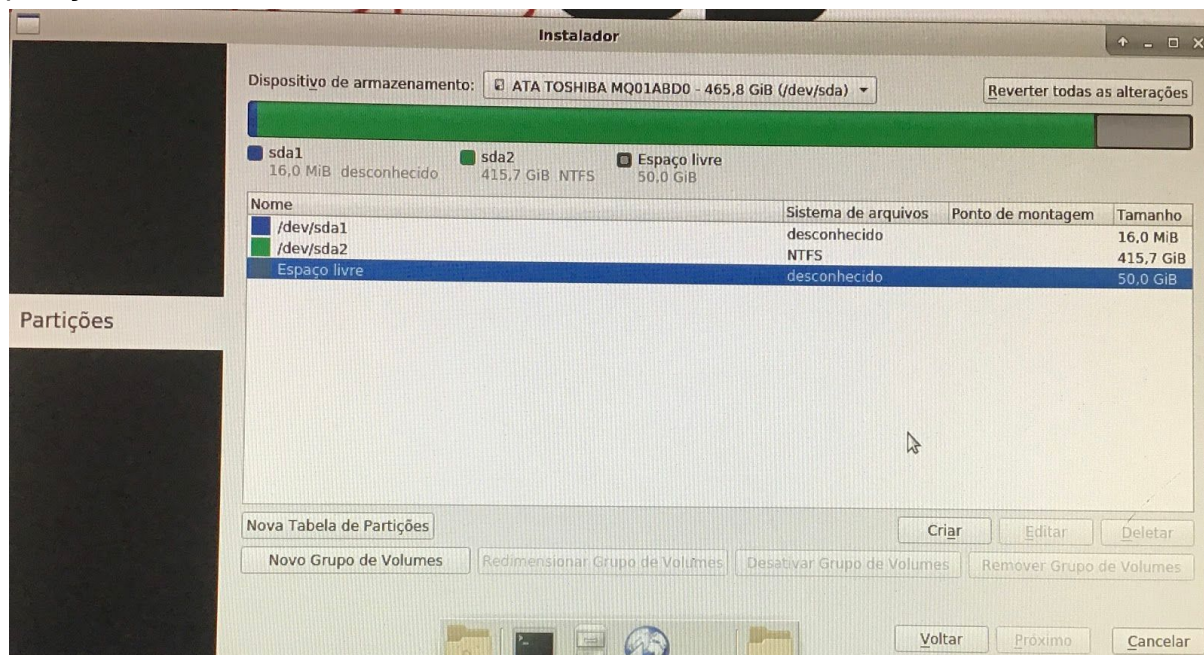 Instalador
Dispositivo de armazenamento: ATA TOSHIBA MQ01ABD0 - 465,8 GiB (/dev/sda) Reverter todas as alterações
sda1 sda2 Espaço livre
16,0 MiB desconhecido 415,7 GiB NTFS 50,0 GiB
Nome Sistema de arquivos Ponto de montagem Tamanho
/dev/sda1 desconhecido 16,0 MiB
/dev/sda2 NTFS 415,7 GiB
Espaço livre desconhecido 50,0 GiB
Partições
Nova Tabela de Partições Criar Editar Deletar
Novo Grupo de Volumes Redimensionar Grupo de Volumes Desativar Grupo de Volumes Remover Grupo de Volumes
Voltar Próximo Cancelar